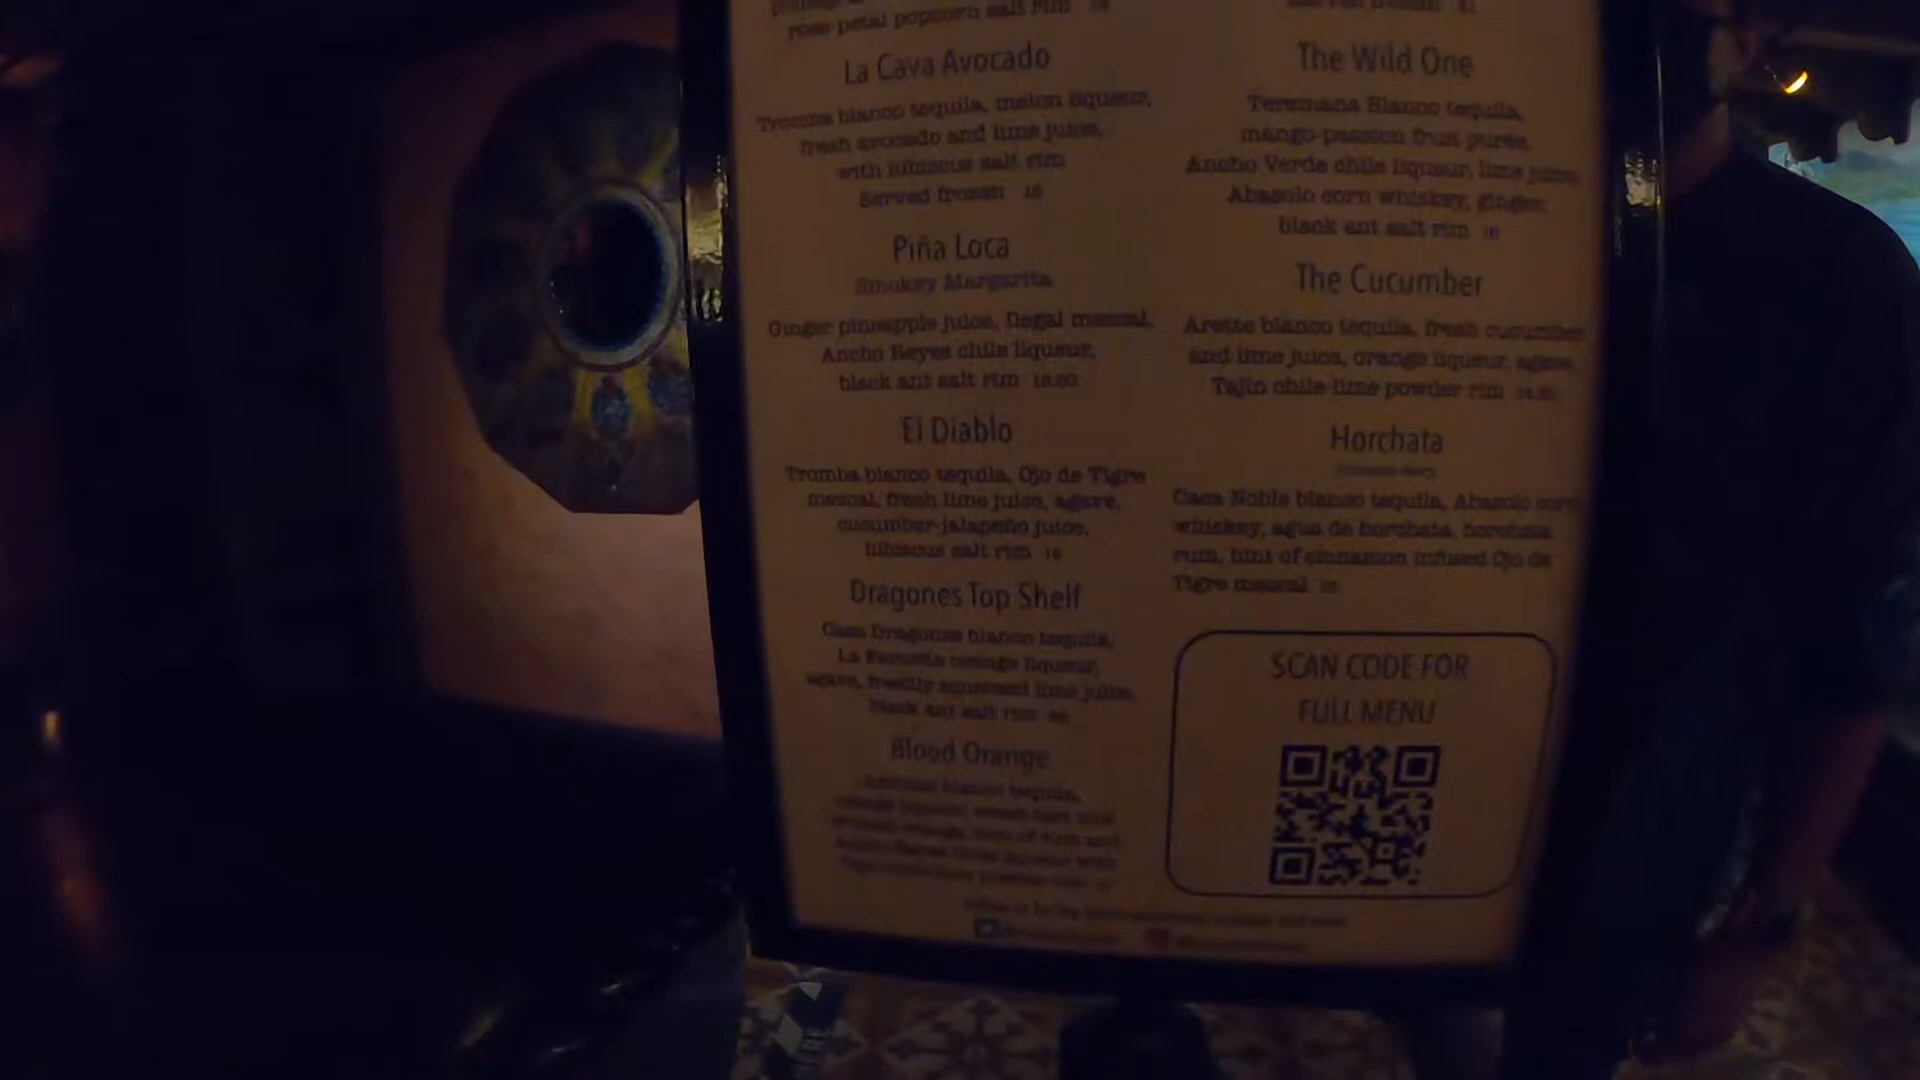 rose petal popcorn salt rim
La Cava Avocado
Tromba blanco tequila, melon liqueur,
fresh avocado and lime juice,
with hibiscus salt rim
Served frozen 16
Piña Loca
Smokey Margarita
Ginger pineapple juice, Ilegal mezcal,
Ancho Reyes chile liqueur,
black ant salt rim
El Diablo
Tromba blanco tequila, Ojo de Tigre
mezcal, fresh lime juice, agave,
cucumber-jalapeño juice,
hibiscus salt rim 16
Dragones Top Shelf
Casa Dragones blanco tequila,
orange liqueur,
agave, freshly squeezed lime juice,
black ant salt rim
Blood Orange
blanco tequila,
served frozen
The Wild One
Teremana Blanco tequila,
mango-passion fruit purée,
Ancho Verde chile liqueur, lime juice
Abasolo corn whiskey, ginger,
black ant salt rim 16
The Cucumber
Arette blanco tequila, fresh cucumber
and lime juice, orange liqueur, agave,
Tajín chile-lime powder rim
Horchata
Casa Noble blanco tequila, Abasolo corn
whiskey, agua de horchata, horchata
rum, hint of cinnamon infused Ojo de
Tigre mezcal
SCAN CODE FOR
FULL MENU